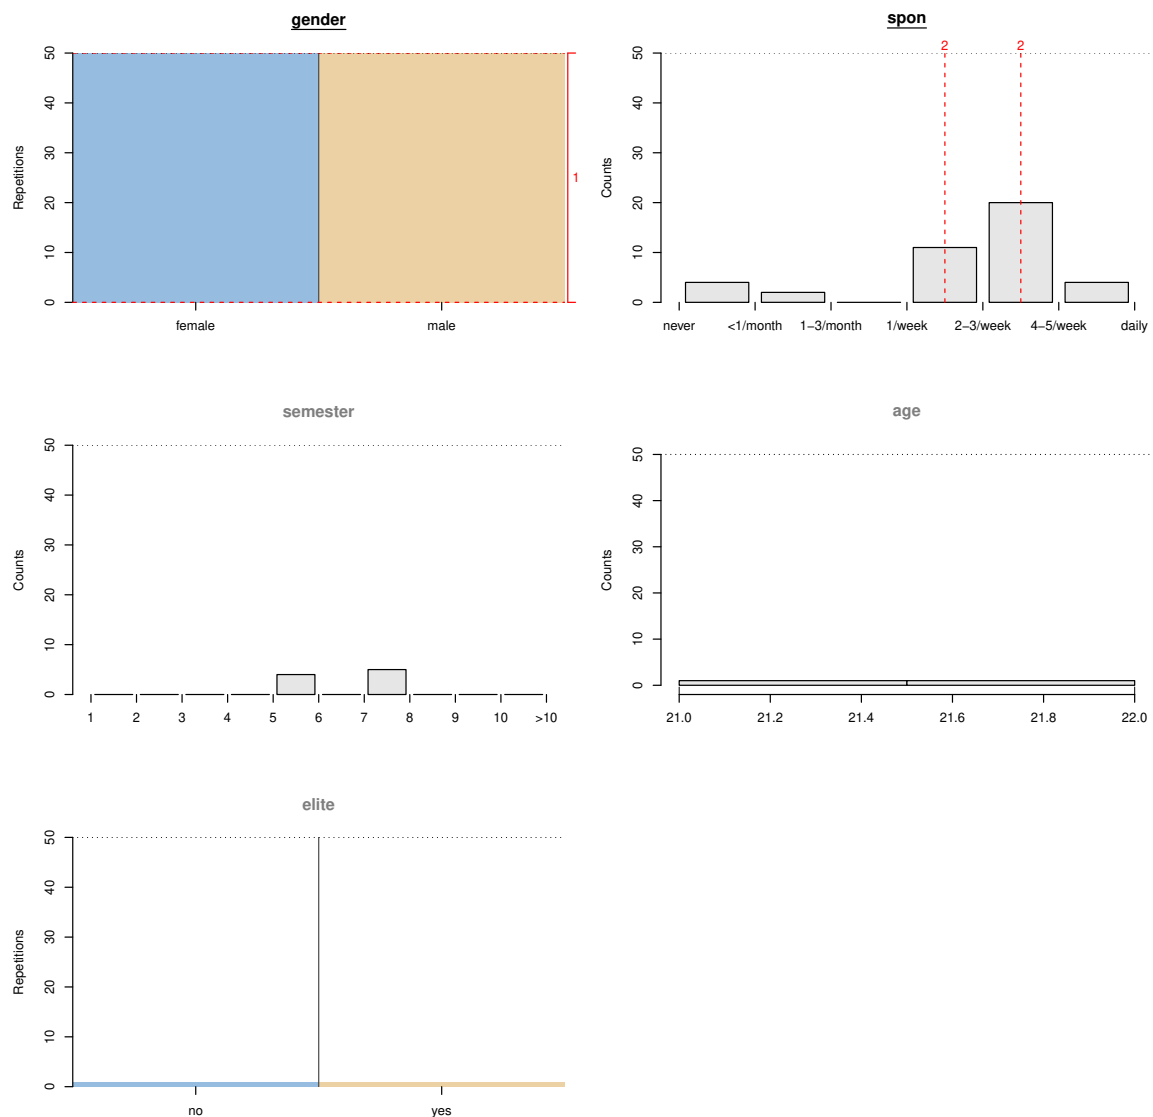 gender
50
40
30
20
10
0
Repetitions
1
female male
spon
2 2
50
40
30
20
10
0
Counts
never <1/month 1–3/month 1/week 2–3/week 4–5/week daily
semester
50
40
30
20
10
0
Counts
1 2 3 4 5 6 7 8 9 10 >10
age
50
40
30
20
10
0
Counts
21.0 21.2 21.4 21.6 21.8 22.0
elite
50
40
30
20
10
0
Repetitions
no yes